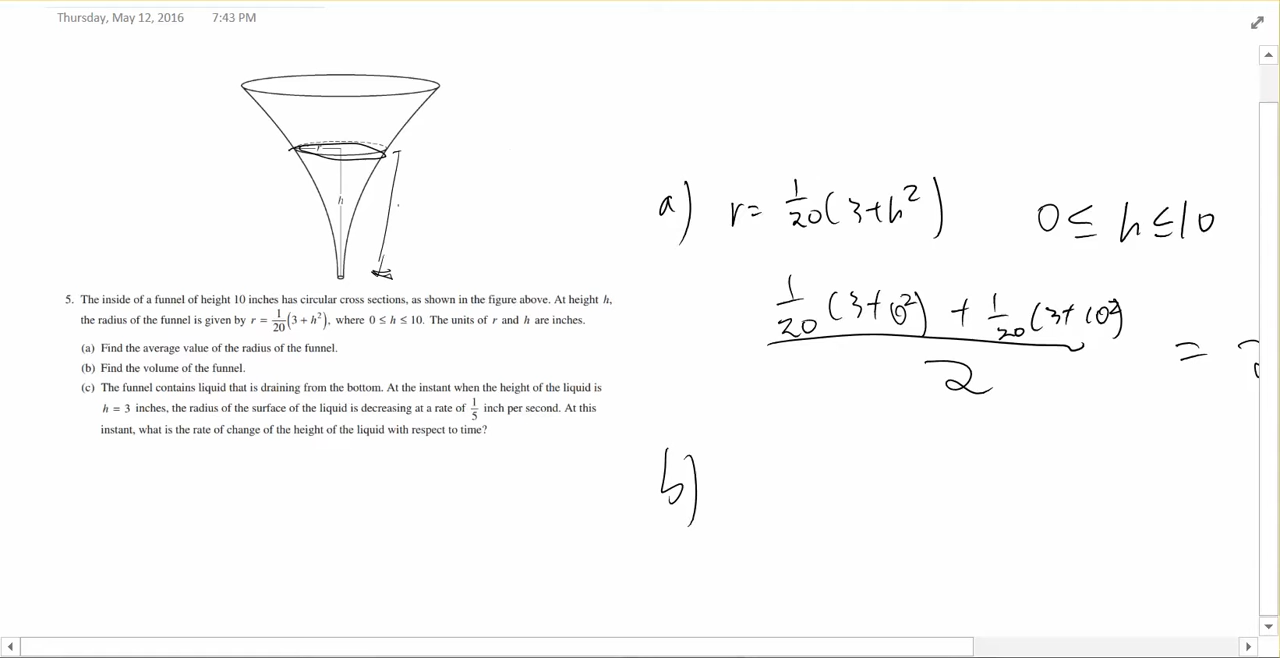 Thursday, May 12, 2016 7:43 PM
r
h
5. The inside of a funnel of height 10 inches has circular cross sections, as shown in the figure above. At height h,
the radius of the funnel is given by r = 1/20 (3 + h²), where 0 ≤ h ≤ 10. The units of r and h are inches.
(a) Find the average value of the radius of the funnel.
(b) Find the volume of the funnel.
(c) The funnel contains liquid that is draining from the bottom. At the instant when the height of the liquid is
h = 3 inches, the radius of the surface of the liquid is decreasing at a rate of 1/5 inch per second. At this
instant, what is the rate of change of the height of the liquid with respect to time?
a) r = 1/20 (3+h²) 0 ≤ h ≤ 10
1/20 (3+0²) + 1/20 (3+10²)
2
=
b)